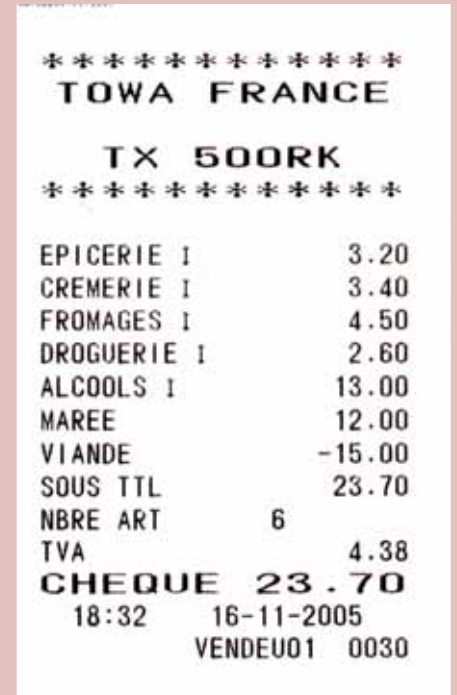 ************
TOWA FRANCE
TX 500RK
************
EPICERIE I 3.20
CREMERIE I 3.40
FROMAGES I 4.50
DROGUERIE I 2.60
ALCOOLS I 13.00
MAREE 12.00
VIANDE -15.00
SOUS TTL 23.70
NBRE ART 6
TVA 4.38
CHEQUE 23.70
18:32 16-11-2005
VENDEU01 0030